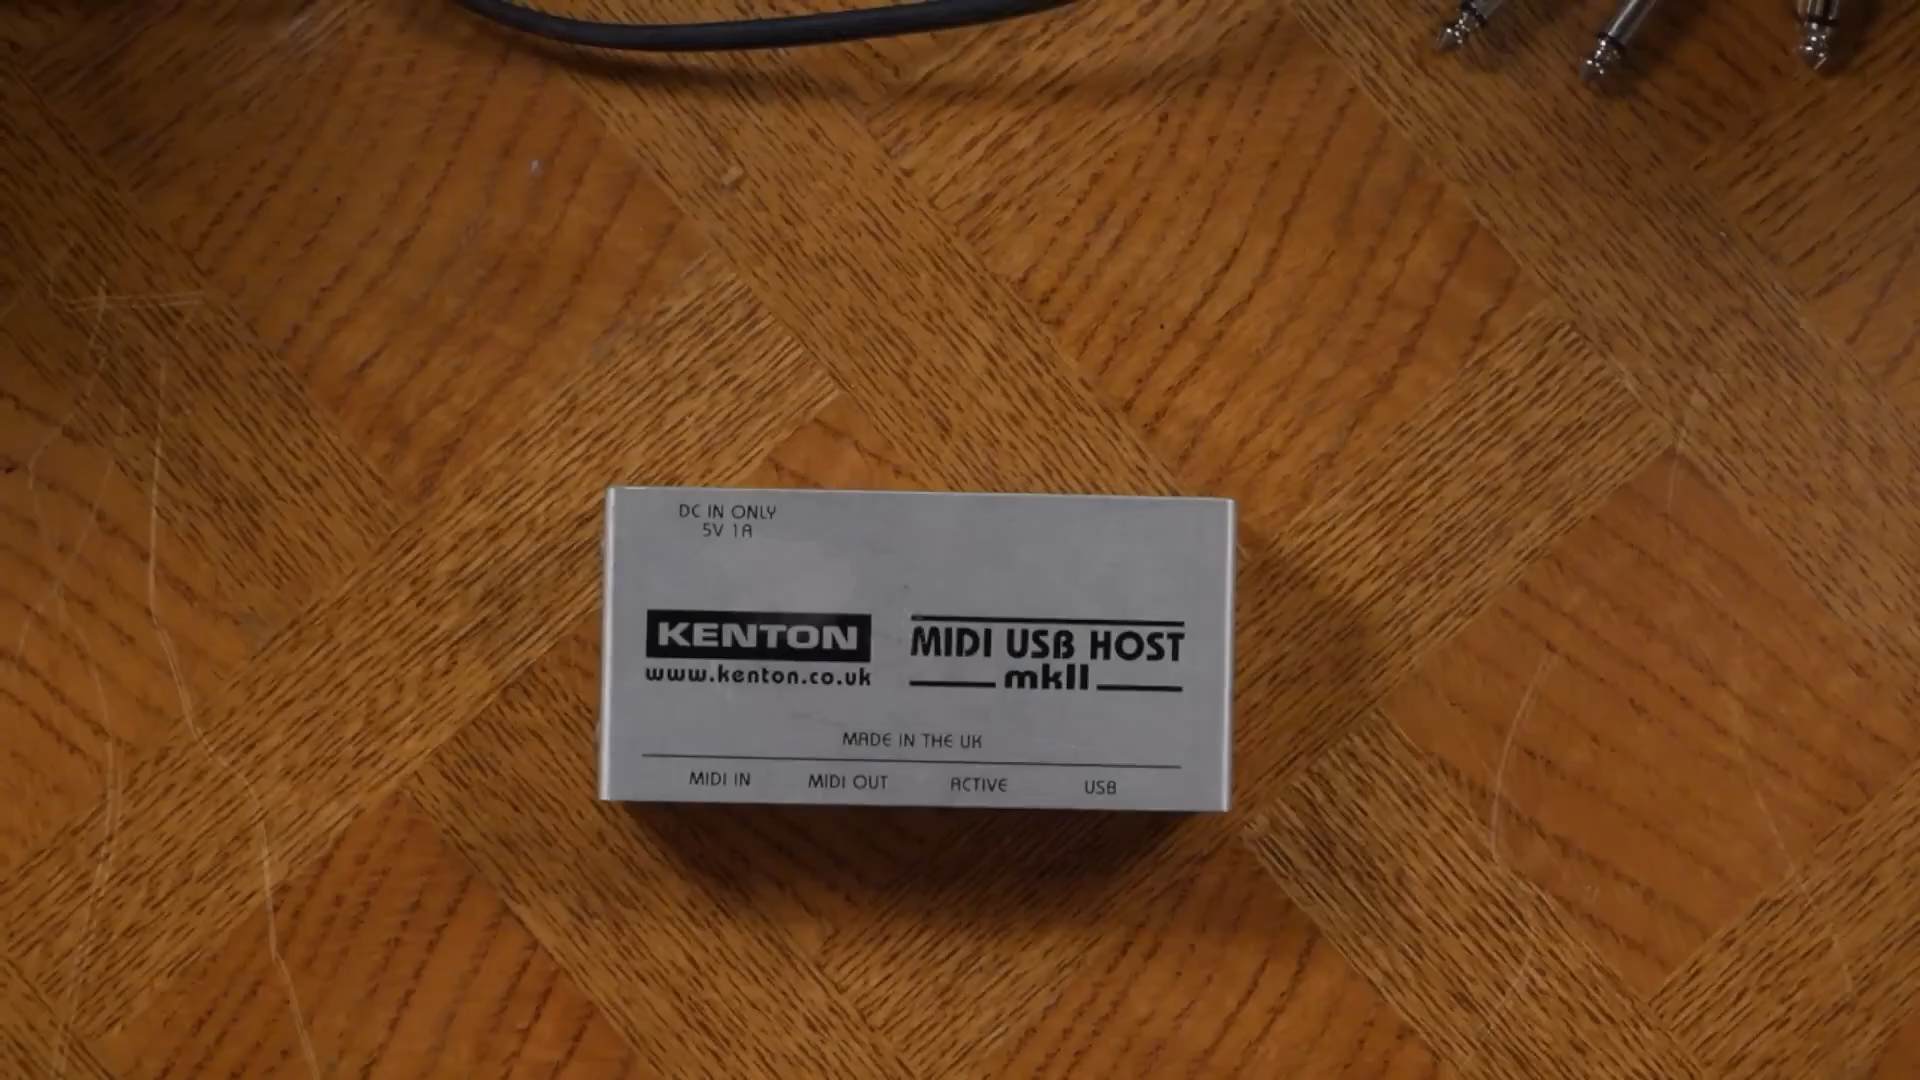 DC IN ONLY
5V 1A
KENTON
www.kenton.co.uk
MIDI USB HOST
mkII
MADE IN THE UK
MIDI IN MIDI OUT ACTIVE USB